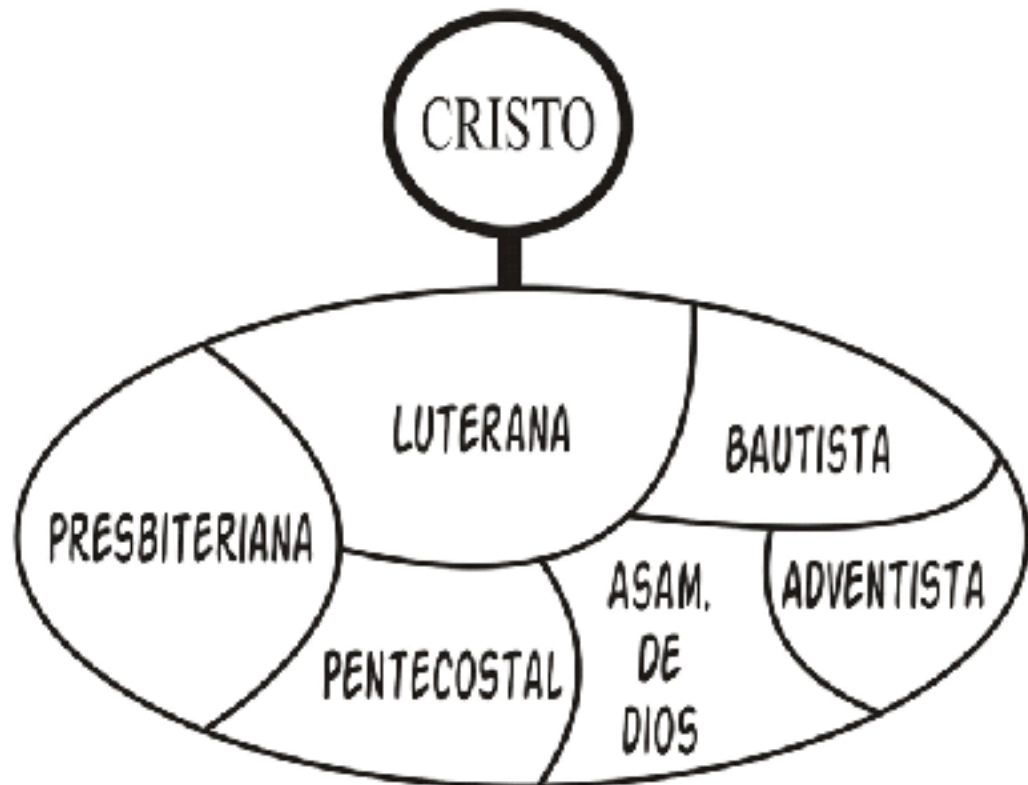 CRISTO
LUTERANA
BAUTISTA
PRESBITERIANA
PENTECOSTAL
ASAM.
DE
DIOS
ADVENTISTA